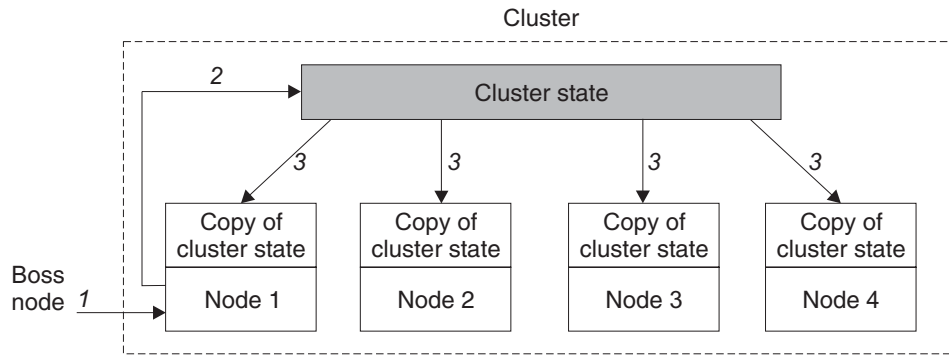 Cluster
2
Cluster state
3
3
3
3
Copy of
cluster state
Copy of
cluster state
Copy of
cluster state
Copy of
cluster state
Boss
node
1
Node 1
Node 2
Node 3
Node 4